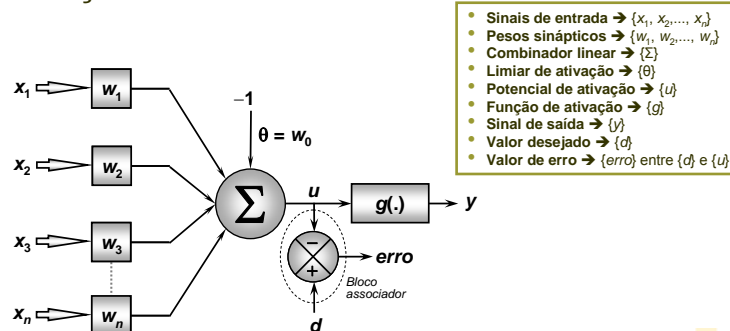 • Sinais de entrada ➔ {x₁, x₂,..., xₙ}
• Pesos sinápticos ➔ {w₁, w₂,..., wₙ}
• Combinador linear ➔ {Σ}
• Limiar de ativação ➔ {θ}
• Potencial de ativação ➔ {u}
• Função de ativação ➔ {g}
• Sinal de saída ➔ {y}
• Valor desejado ➔ {d}
• Valor de erro ➔ {erro} entre {d} e {u}
x₁
w₁
−1
θ = w₀
x₂
w₂
Σ
u
g(.)
y
x₃
w₃
−
+
erro
Bloco
associador
xₙ
wₙ
d